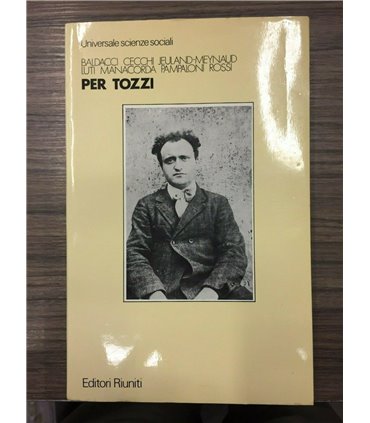 Universale scienze sociali
BALDACCI CECCHI JEULAND-MEYNAUD
LUTI MANACORDA PAMPALONI ROSSI
PER TOZZI
Editori Riuniti